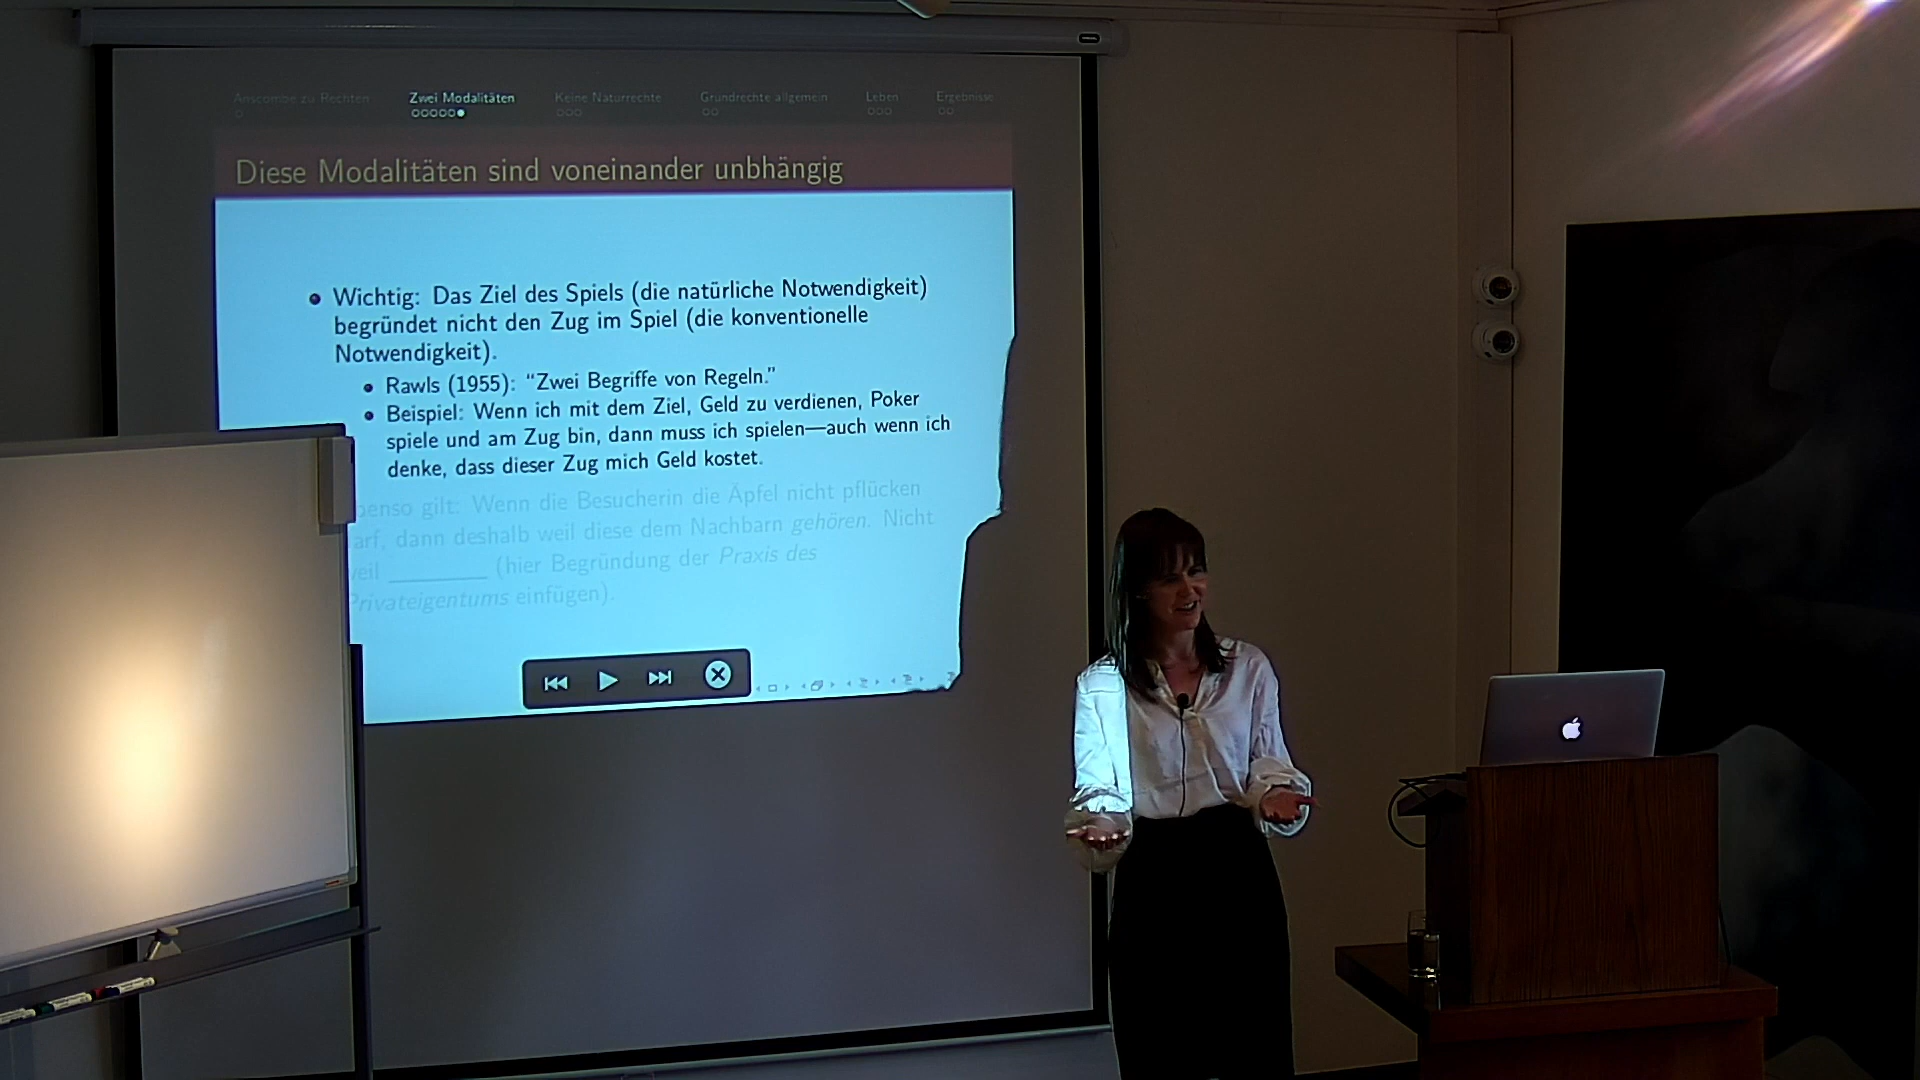 Anscombe zu Rechten Zwei Modalitäten Keine Naturrechte Grundrechte allgemein Leben Ergebnisse
Diese Modalitäten sind voneinander unbhängig
Wichtig: Das Ziel des Spiels (die natürliche Notwendigkeit)
begründet nicht den Zug im Spiel (die konventionelle
Notwendigkeit).
Rawls (1955): “Zwei Begriffe von Regeln.”
Beispiel: Wenn ich mit dem Ziel, Geld zu verdienen, Poker
spiele und am Zug bin, dann muss ich spielen—auch wenn ich
denke, dass dieser Zug mich Geld kostet.
gilt: Wenn die Besucherin die Äpfel nicht pflücken
arf, dann deshalb weil diese dem Nachbarn gehören. Nicht
weil ________ (hier Begründung der Praxis des
Privateigentums einfügen).